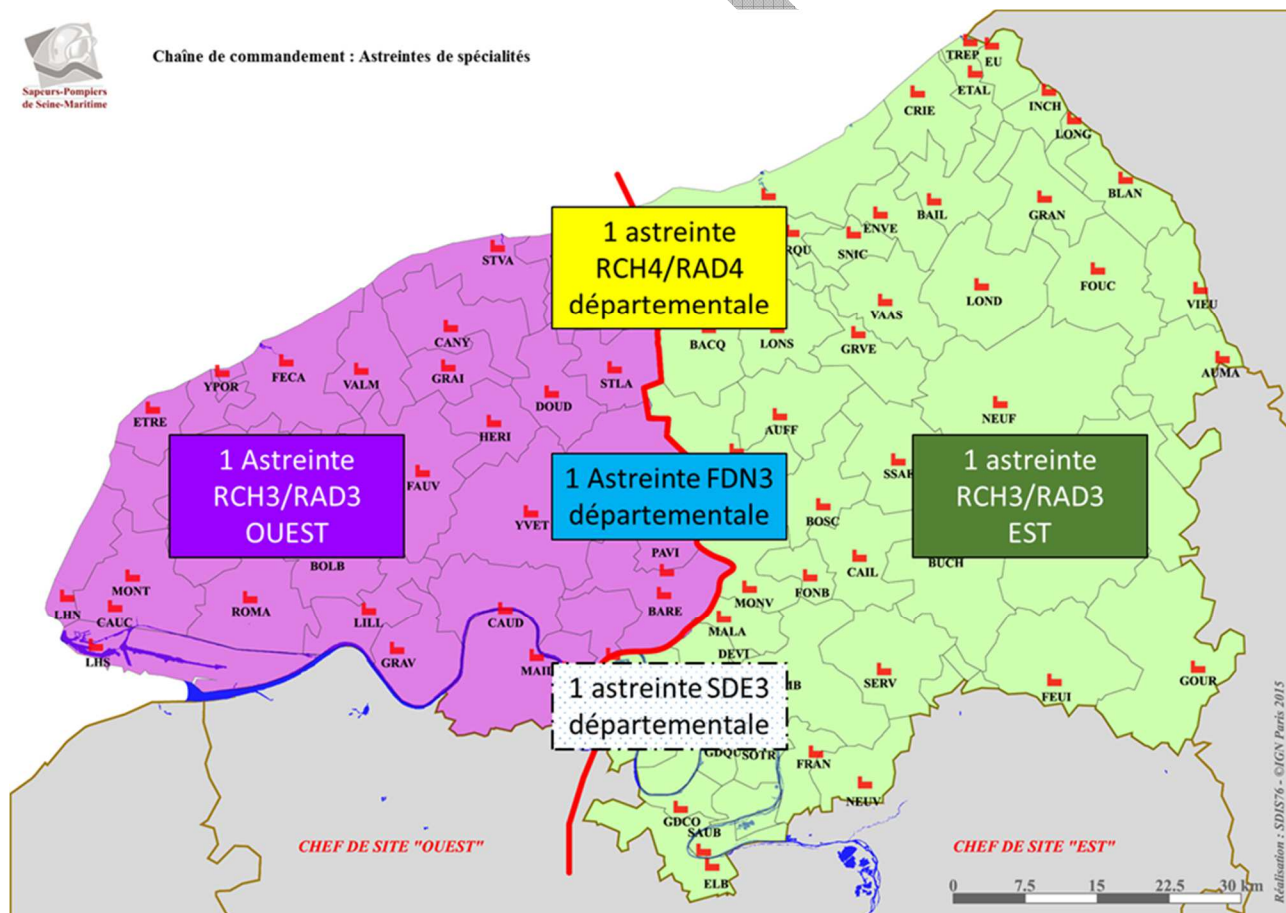 Chaîne de commandement : Astreintes de spécialités
Sapeurs-Pompiers
de Seine-Maritime
TREP
EU
ETAL
CRIE
INCH
LONG
BLAN
BAIL
GRAN
ENVE
SNIC
RQU
STVA
1 astreinte
RCH4/RAD4
départementale
LOND
FOUC
VIEU
VAAS
CANY
BACQ
LONS
GRVE
AUMA
YPOR
FECA
VALM
GRAI
STLA
DOUD
ETRE
HERI
AUFF
NEUF
1 Astreinte
RCH3/RAD3
OUEST
FAUV
YVET
1 Astreinte FDN3
départementale
BOSC
1 astreinte
RCH3/RAD3
EST
PAVI
BOLB
CAIL
BUCH
MONT
LHN
CAUC
ROMA
LILL
CAUD
BARE
MONV
FONB
MALA
DEVI
LHS
GRAV
MAIL
SERV
FEUI
GOUR
1 astreinte SDE3
départementale
SOTR
FRAN
NEUV
GDCO
SAUB
ELB
CHEF DE SITE "OUEST"
CHEF DE SITE "EST"
0 7.5 15 22.5 30 km
Réalisation : SDIS76 - ©IGN Paris 2015